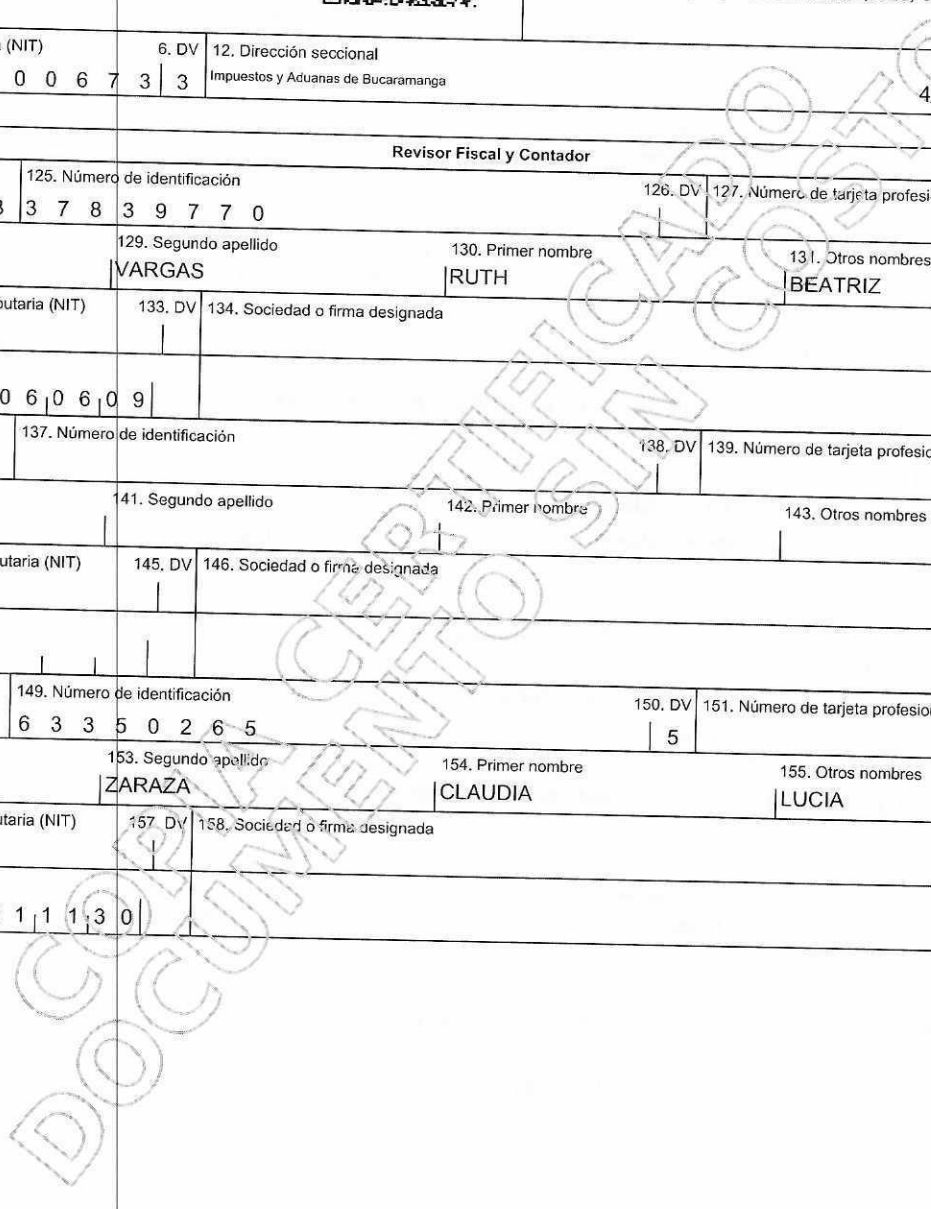 (NIT) 6. DV 12. Dirección seccional
0 0 6 7 3 3 Impuestos y Aduanas de Bucaramanga
4
Revisor Fiscal y Contador
125. Número de identificación 126. DV 127. Número de tarjeta profesi
3 7 8 3 9 7 7 0
129. Segundo apellido 130. Primer nombre 131. Otros nombres
VARGAS RUTH BEATRIZ
butaria (NIT) 133. DV 134. Sociedad o firma designada
0 6 0 6 0 9
137. Número de identificación 138. DV 139. Número de tarjeta profesio
141. Segundo apellido 142. Primer nombre 143. Otros nombres
utaria (NIT) 145. DV 146. Sociedad o firma designada
149. Número de identificación 150. DV 151. Número de tarjeta profesio
6 3 3 5 0 2 6 5 5
153. Segundo apellido 154. Primer nombre 155. Otros nombres
ZARAZA CLAUDIA LUCIA
utaria (NIT) 157. DV 158. Sociedad o firma designada
1 1 1 3 0
COPIA CERTIFICADO
DOCUMENTO SIN COSTO